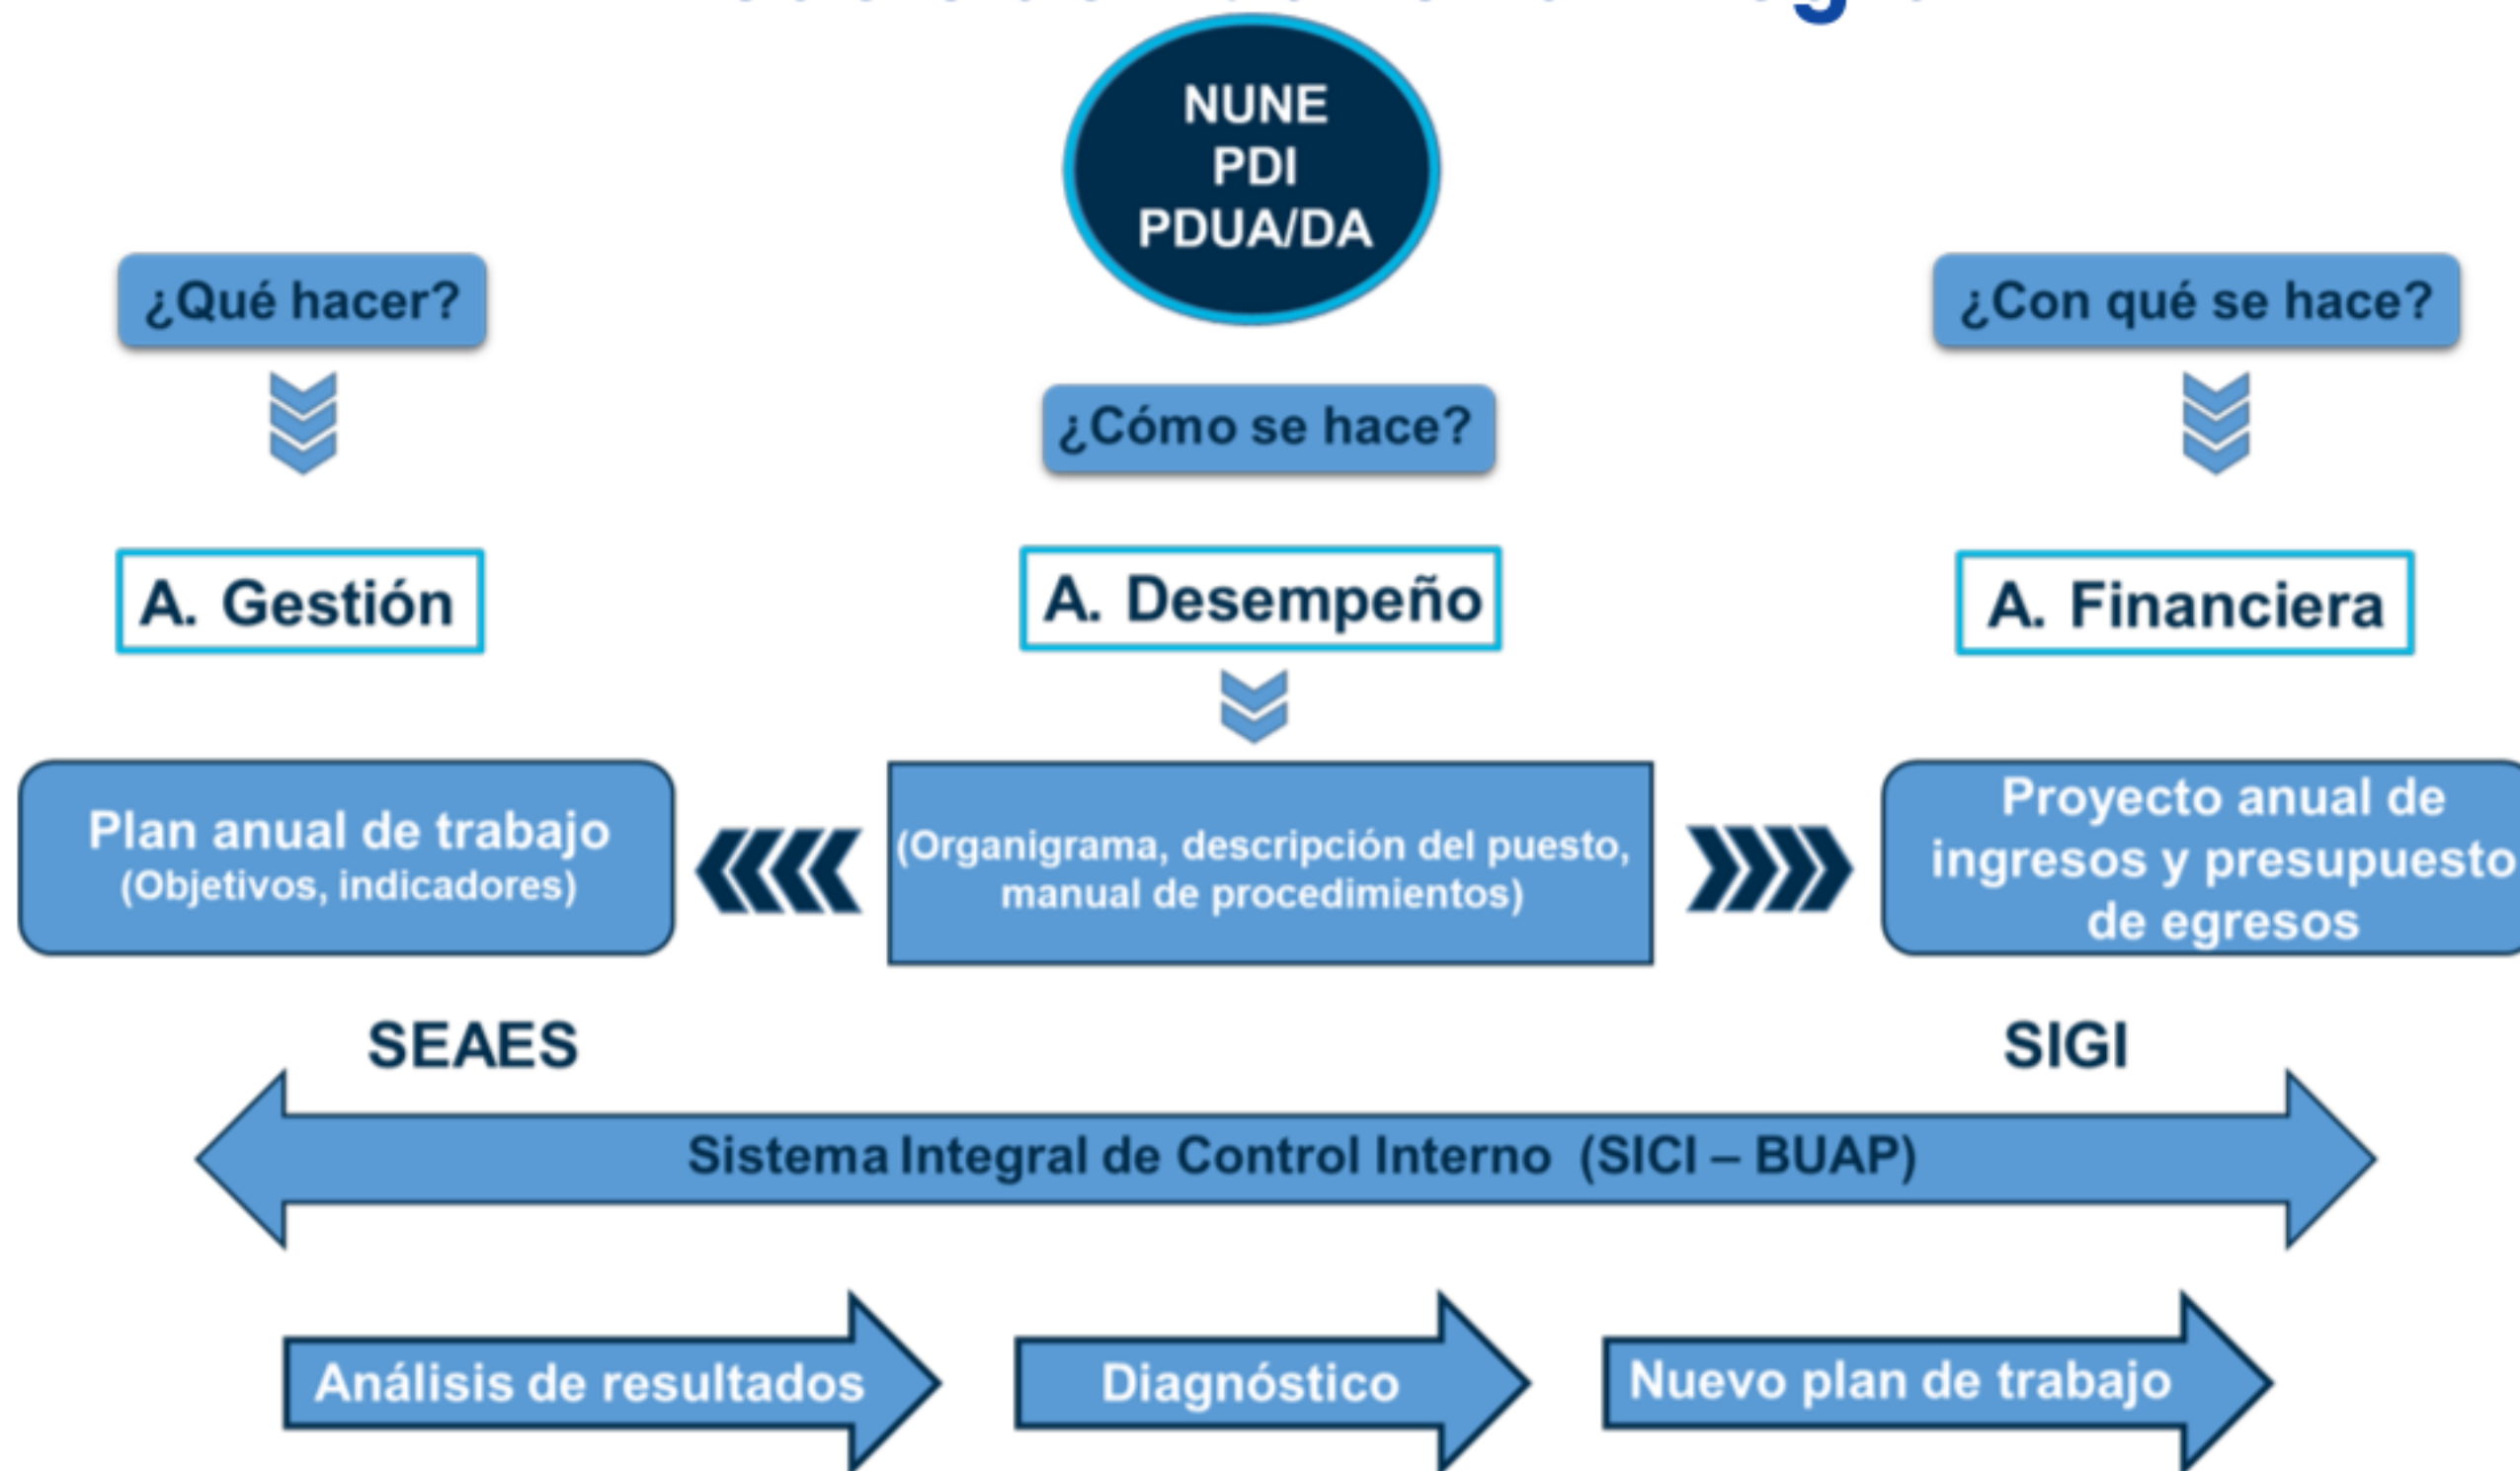 NUNE
PDI
PDUA/DA
¿Qué hacer?
¿Con qué se hace?
¿Cómo se hace?
A. Gestión
A. Desempeño
A. Financiera
Plan anual de trabajo
(Objetivos, indicadores)
(Organigrama, descripción del puesto,
manual de procedimientos)
Proyecto anual de
ingresos y presupuesto
de egresos
SEAES
SIGI
Sistema Integral de Control Interno (SICI – BUAP)
Análisis de resultados
Diagnóstico
Nuevo plan de trabajo